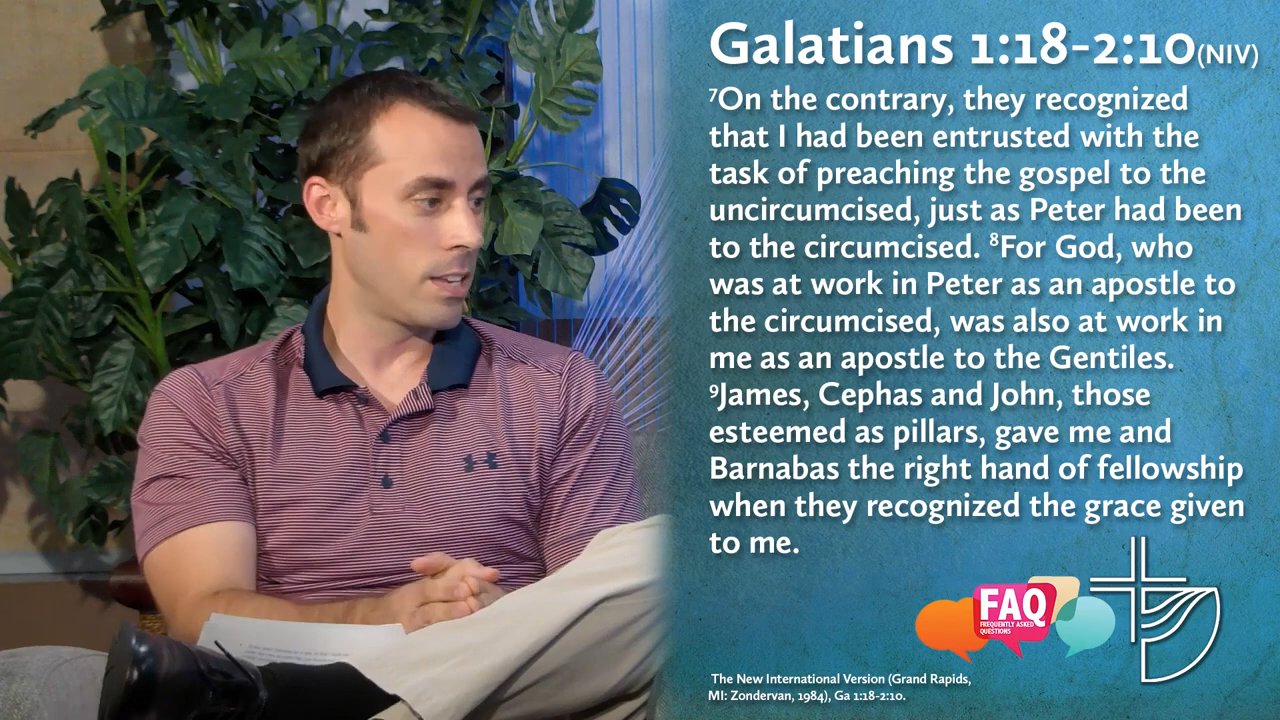 Galatians 1:18-2:10(NIV)
⁷On the contrary, they recognized
that I had been entrusted with the
task of preaching the gospel to the
uncircumcised, just as Peter had been
to the circumcised. ⁸For God, who
was at work in Peter as an apostle to
the circumcised, was also at work in
me as an apostle to the Gentiles.
⁹James, Cephas and John, those
esteemed as pillars, gave me and
Barnabas the right hand of fellowship
when they recognized the grace given
to me.
FAQ
FREQUENTLY ASKED
QUESTIONS
The New International Version (Grand Rapids,
MI: Zondervan, 1984), Ga 1:18-2:10.